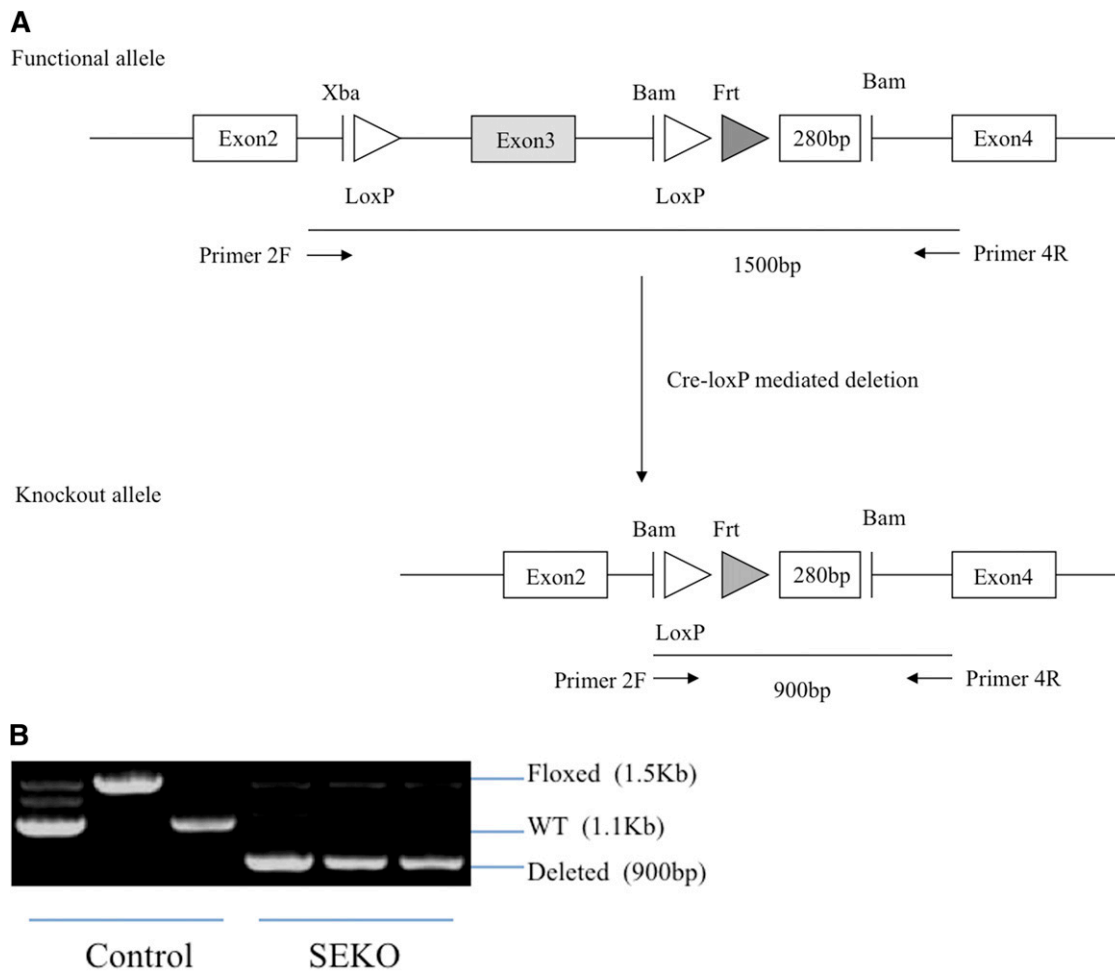 A
Functional allele
Xba Bam Frt Bam
Exon2 Exon3 280bp Exon4
LoxP LoxP
Primer 2F 1500bp Primer 4R
Cre-loxP mediated deletion
Knockout allele
Bam Frt Bam
Exon2 280bp Exon4
LoxP
Primer 2F 900bp Primer 4R
B
Floxed (1.5Kb)
WT (1.1Kb)
Deleted (900bp)
Control SEKO